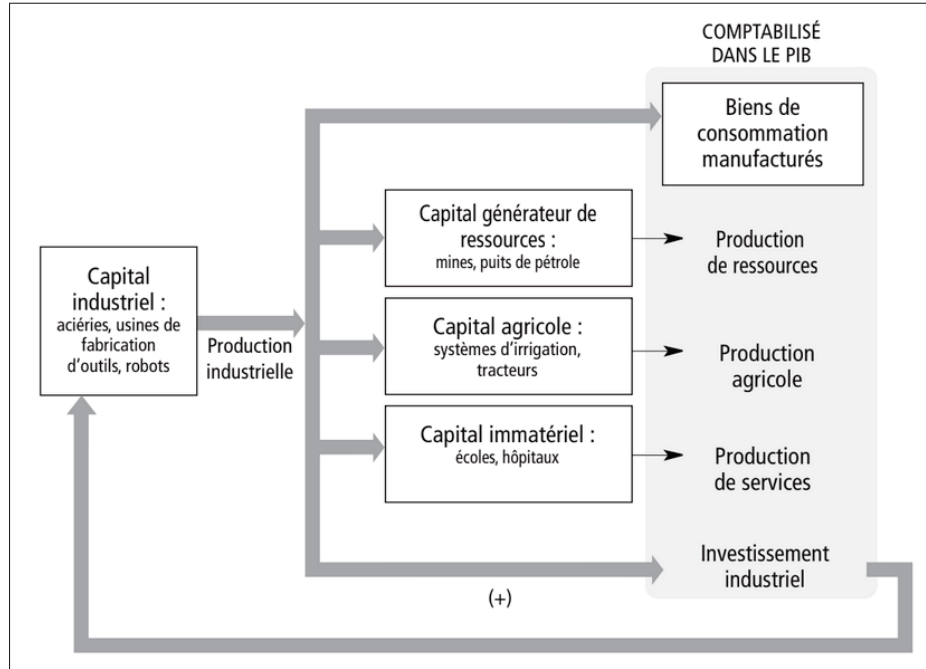 COMPTABILISÉ
DANS LE PIB
Biens de
consommation
manufacturés
Capital générateur de
ressources :
mines, puits de pétrole
Production
de ressources
Capital
industriel :
aciéries, usines de
fabrication
d'outils, robots
Production
industrielle
Capital agricole :
systèmes d'irrigation,
tracteurs
Production
agricole
Capital immatériel :
écoles, hôpitaux
Production
de services
Investissement
industriel
(+)